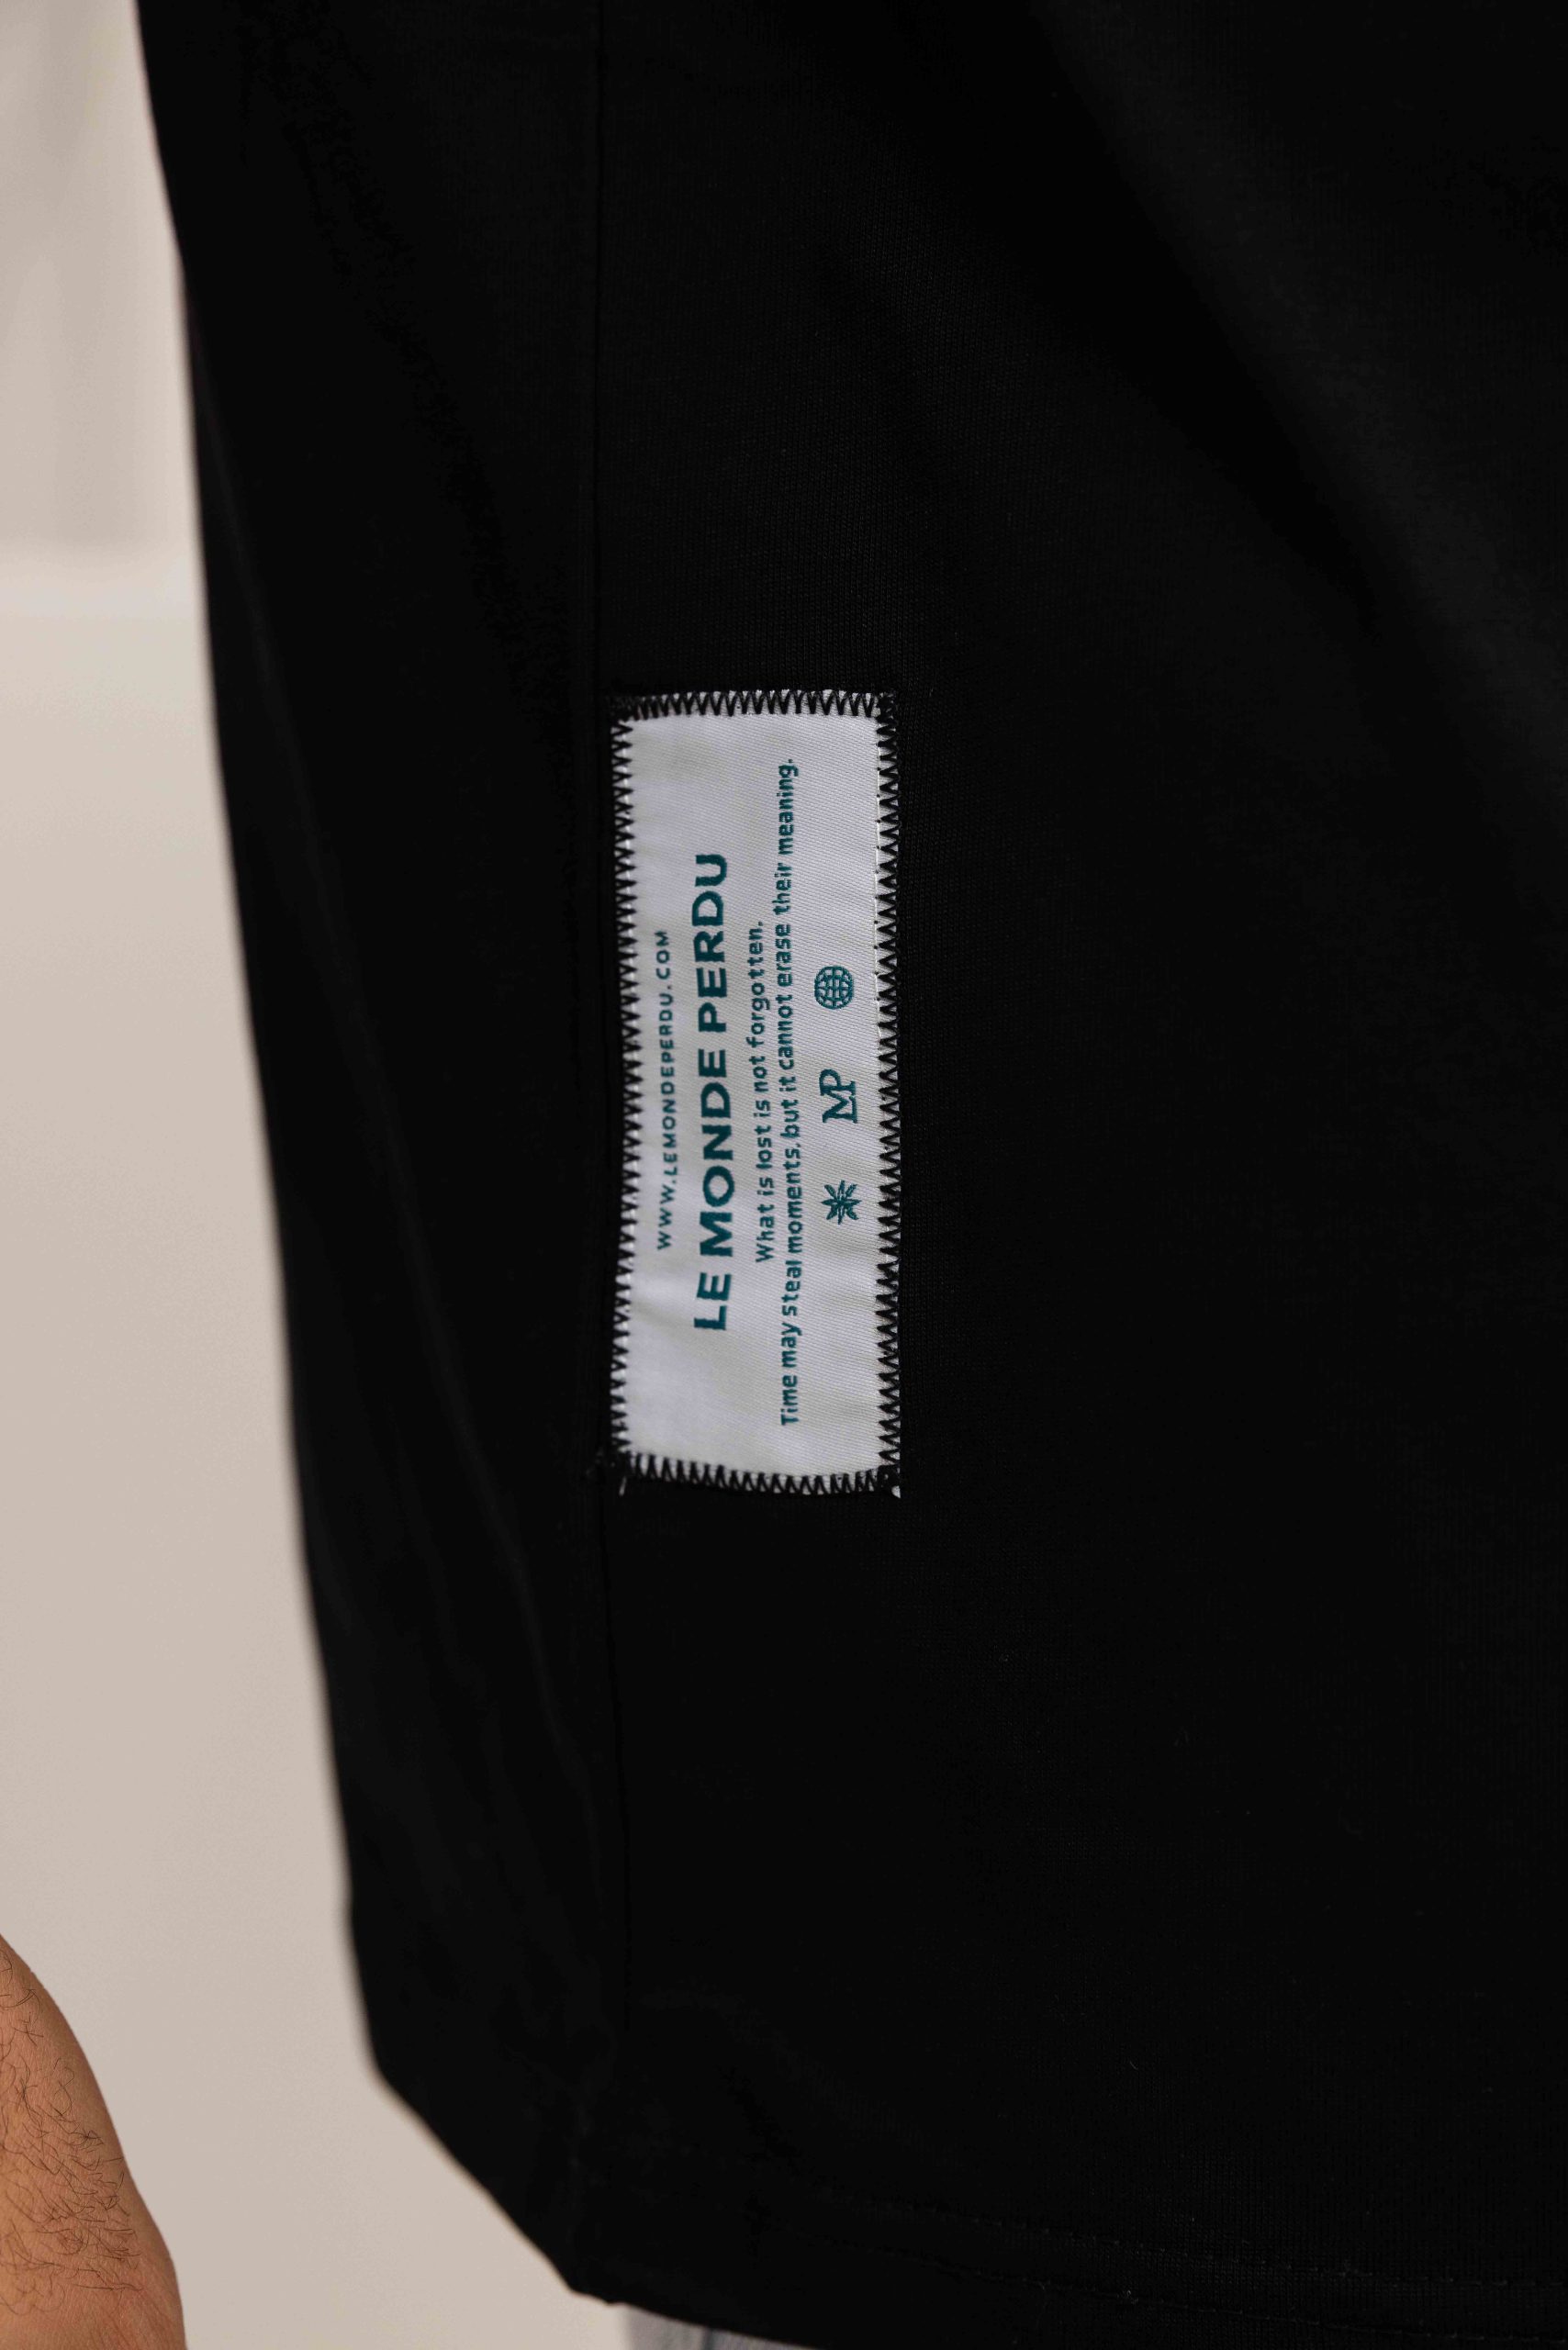 WWW.LEMONDEPERDU.COM
LE MONDE PERDU
What is lost is not forgotten.
Time may steal moments, but it cannot erase their meaning.
MP